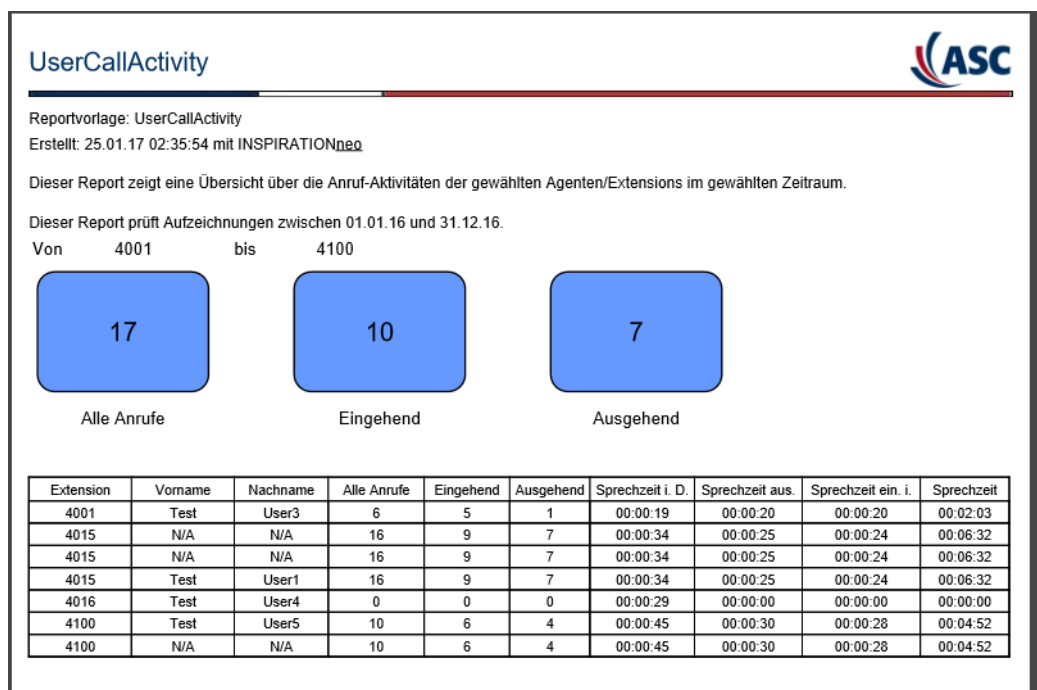 UserCallActivity
ASC
Reportvorlage: UserCallActivity
Erstellt: 25.01.17 02:35:54 mit INSPIRATIONneo
Dieser Report zeigt eine Übersicht über die Anruf-Aktivitäten der gewählten Agenten/Extensions im gewählten Zeitraum.
Dieser Report prüft Aufzeichnungen zwischen 01.01.16 und 31.12.16.
Von 4001 bis 4100
17 10 7
Alle Anrufe Eingehend Ausgehend
Extension Vorname Nachname Alle Anrufe Eingehend Ausgehend Sprechzeit i. D. Sprechzeit aus. Sprechzeit ein. i. Sprechzeit
4001 Test User3 6 5 1 00:00:19 00:00:20 00:00:20 00:02:03
4015 N/A N/A 16 9 7 00:00:34 00:00:25 00:00:24 00:06:32
4015 N/A N/A 16 9 7 00:00:34 00:00:25 00:00:24 00:06:32
4015 Test User1 16 9 7 00:00:34 00:00:25 00:00:24 00:06:32
4016 Test User4 0 0 0 00:00:29 00:00:00 00:00:00 00:00:00
4100 Test User5 10 6 4 00:00:45 00:00:30 00:00:28 00:04:52
4100 N/A N/A 10 6 4 00:00:45 00:00:30 00:00:28 00:04:52